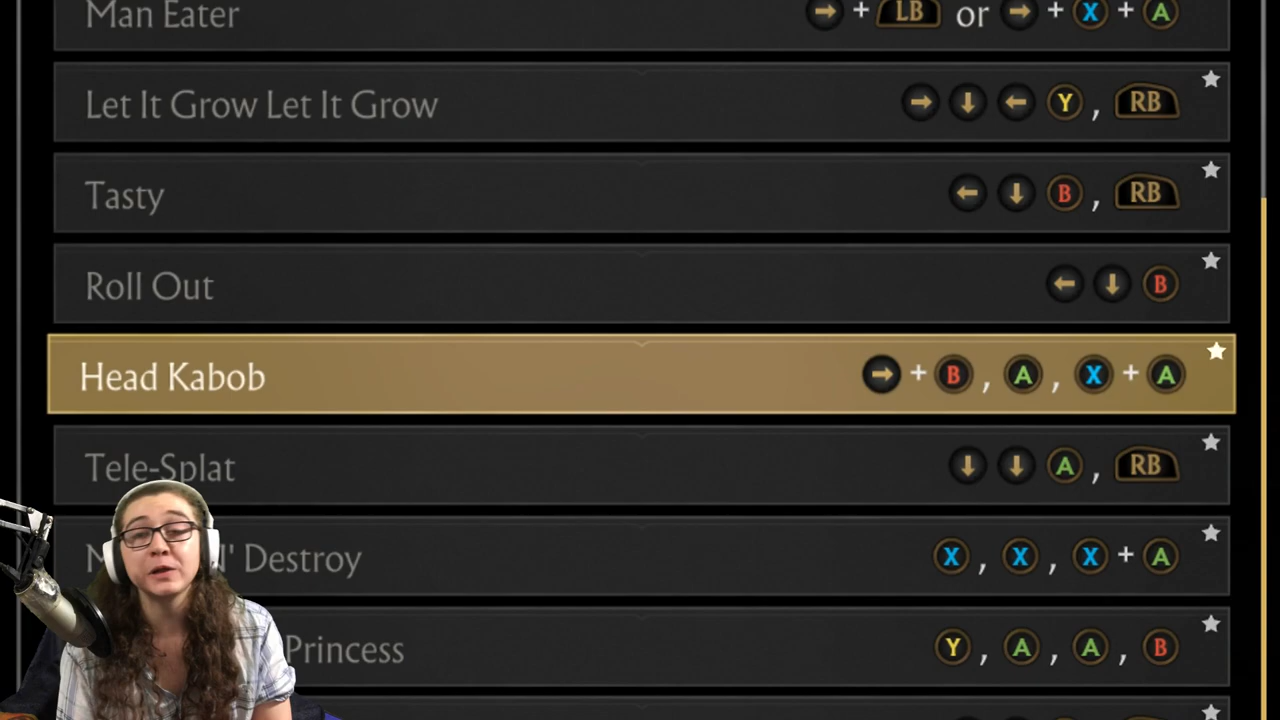 Man Eater + LB or + X + A
Let It Grow Let It Grow Y , RB
Tasty B , RB
Roll Out B
Head Kabob + B , A , X + A
Tele-Splat A , RB
N' Destroy X , X , X + A
Princess Y , A , A , B